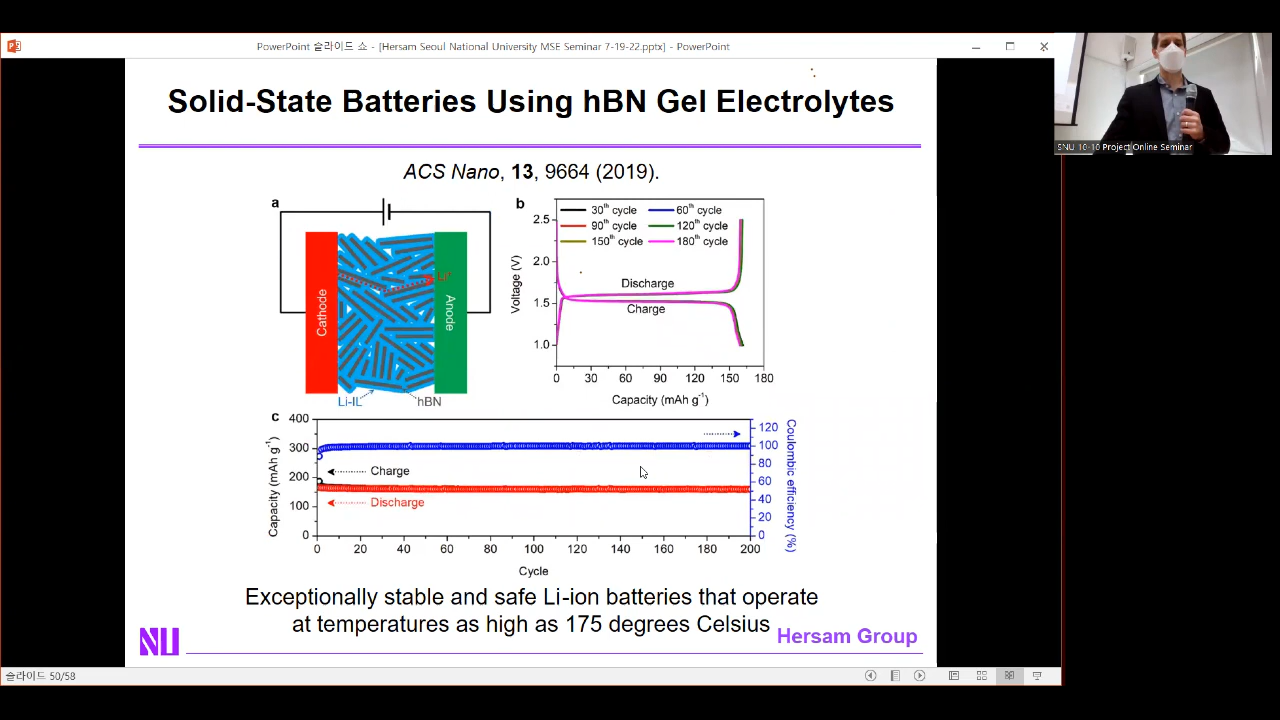 PowerPoint 슬라이드 쇼 - [Hersam Seoul National University MSE Seminar 7-19-22.pptx] - PowerPoint
SNU 10-10 Project Online Seminar
Solid-State Batteries Using hBN Gel Electrolytes
ACS Nano, 13, 9664 (2019).
a
Cathode
Li+
Anode
Li-IL
hBN
b
30th cycle
60th cycle
90th cycle
120th cycle
150th cycle
180th cycle
Voltage (V)
2.5
2.0
1.5
1.0
Discharge
Charge
0 30 60 90 120 150 180
Capacity (mAh g-1)
c
Capacity (mAh g-1)
400
300
200
100
0
Charge
Discharge
120
100
80
60
40
20
0
Coulombic efficiency (%)
0 20 40 60 80 100 120 140 160 180 200
Cycle
Exceptionally stable and safe Li-ion batteries that operate
at temperatures as high as 175 degrees Celsius
NU
Hersam Group
슬라이드 50/58